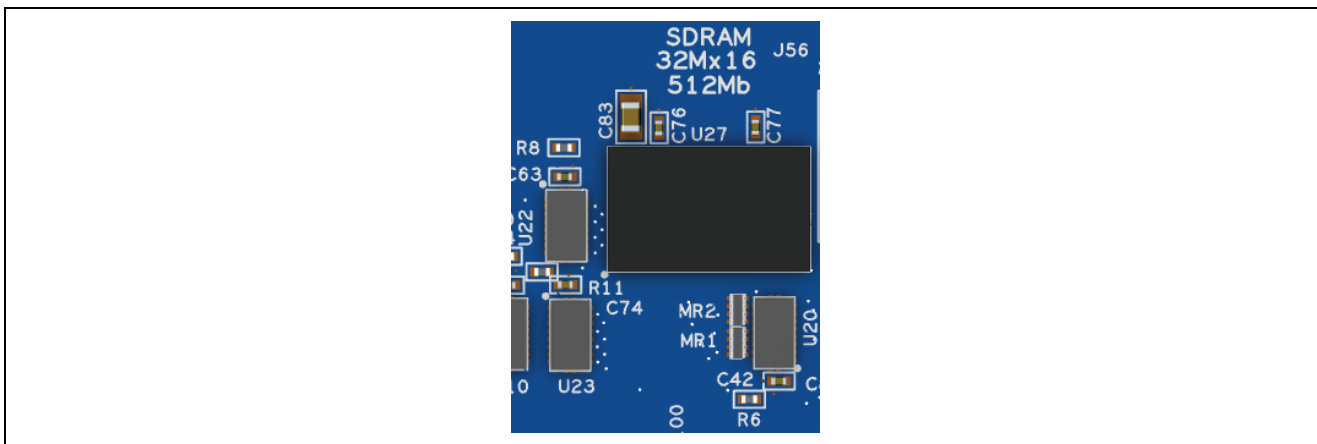 SDRAM
32Mx16
512Mb
J56
C83
C76
C77
U27
R8
C63
U22
R11
C74
MR2
MR1
U20
U23
C42
R6